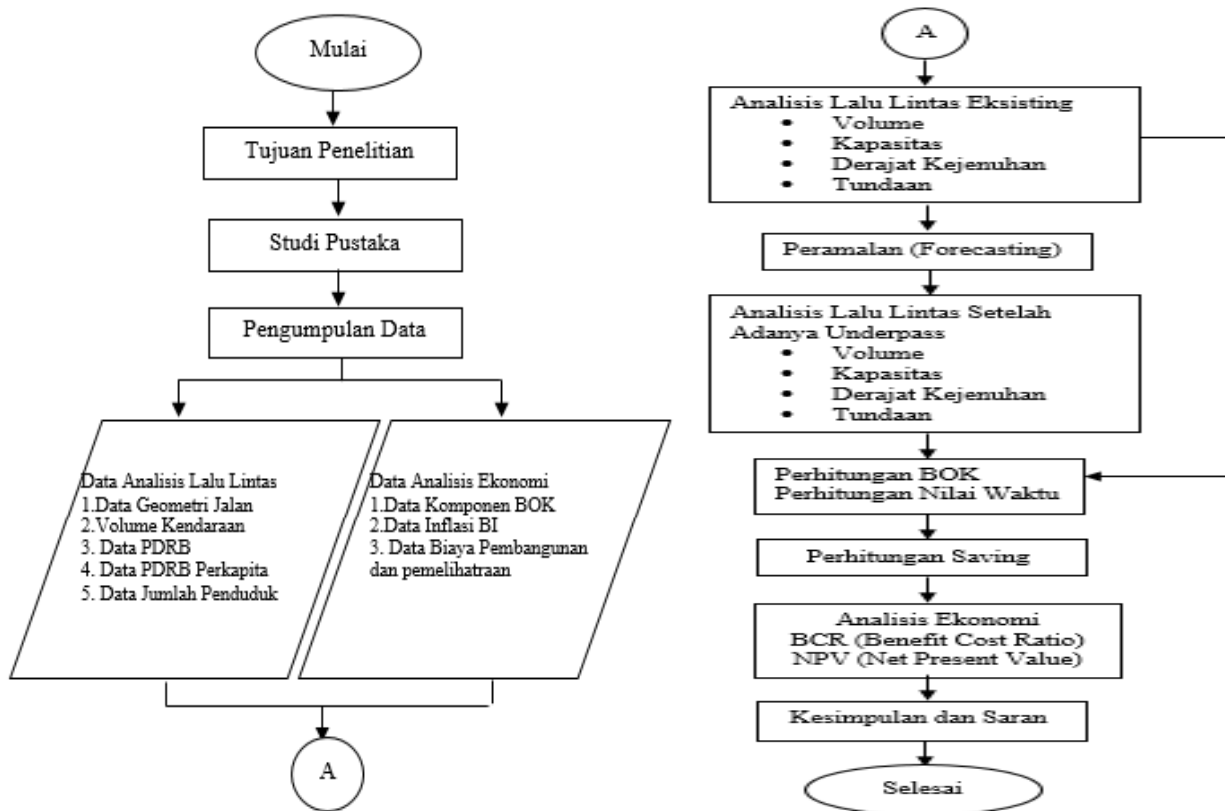 Mulai
Tujuan Penelitian
Studi Pustaka
Pengumpulan Data
Data Analisis Lalu Lintas
1.Data Geometri Jalan
2.Volume Kendaraan
3. Data PDRB
4. Data PDRB Perkapita
5. Data Jumlah Penduduk
Data Analisis Ekonomi
1.Data Komponen BOK
2.Data Inflasi BI
3. Data Biaya Pembangunan
dan pemelihatraan
A
A
Analisis Lalu Lintas Eksisting
• Volume
• Kapasitas
• Derajat Kejenuhan
• Tundaan
Peramalan (Forecasting)
Analisis Lalu Lintas Setelah
Adanya Underpass
• Volume
• Kapasitas
• Derajat Kejenuhan
• Tundaan
Perhitungan BOK
Perhitungan Nilai Waktu
Perhitungan Saving
Analisis Ekonomi
BCR (Benefit Cost Ratio)
NPV (Net Present Value)
Kesimpulan dan Saran
Selesai